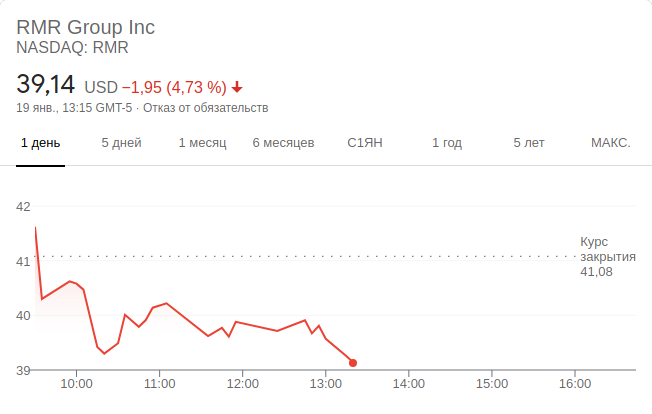 RMR Group Inc
NASDAQ: RMR
39,14 USD −1,95 (4,73 %)
19 янв., 13:15 GMT-5 · Отказ от обязательств
1 день 5 дней 1 месяц 6 месяцев С1ЯН 1 год 5 лет МАКС.
42
41
40
39
Курс
закрытия
41,08
10:00 11:00 12:00 13:00 14:00 15:00 16:00